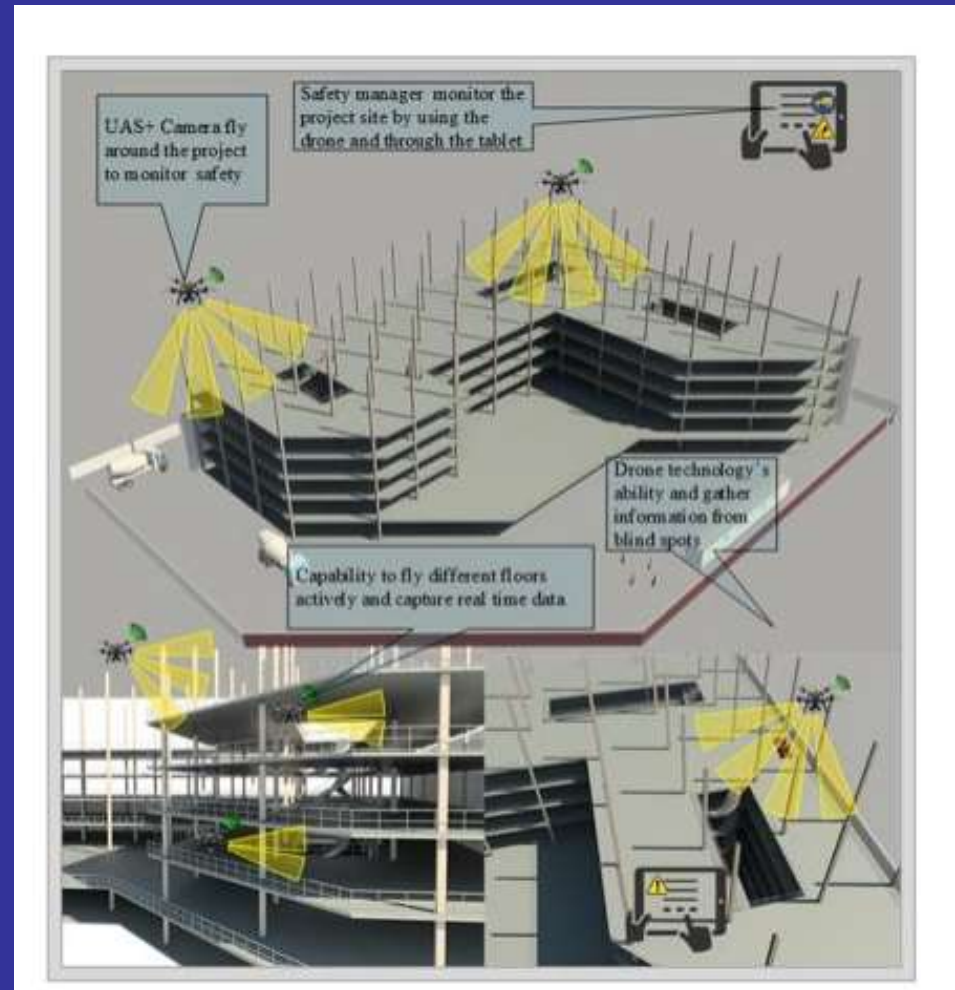 Safety manager monitor the
project site by using the
drone and through the tablet
UAS+ Camera fly
around the project
to monitor safety
Drone technology's
ability and gather
information from
blind spots
Capability to fly different floors
actively and capture real time data